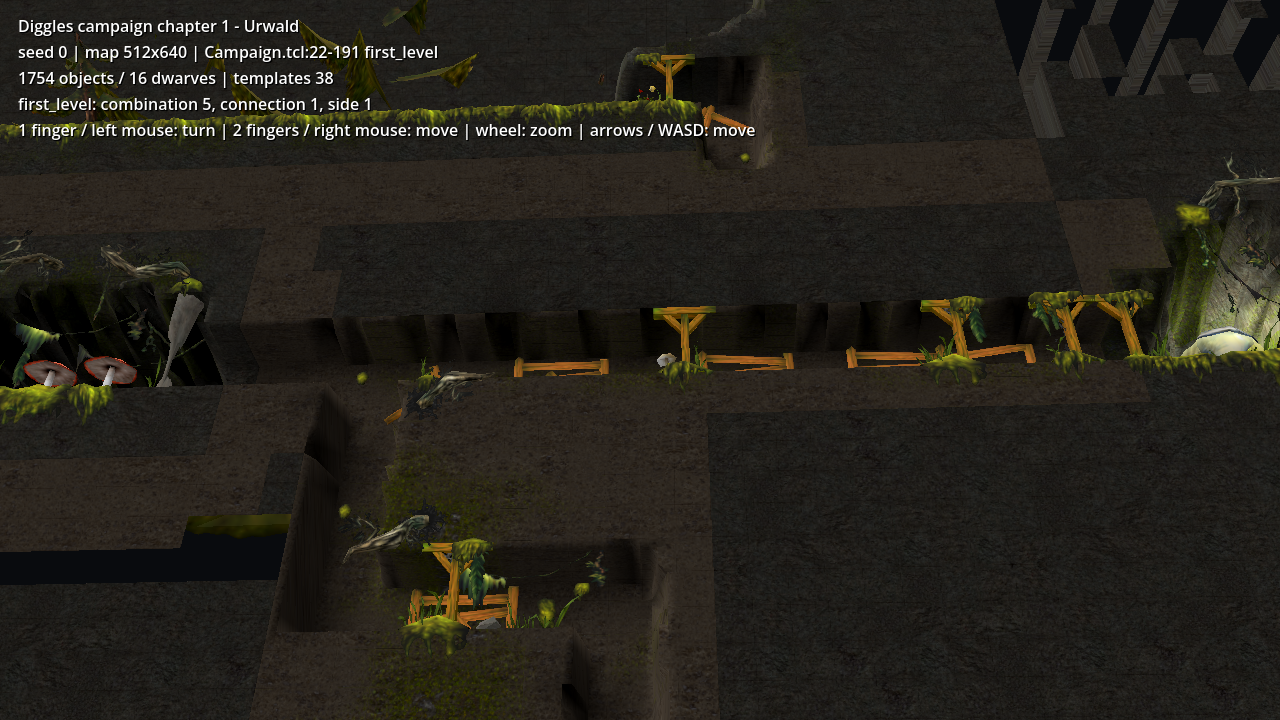 Diggles campaign chapter 1 - Urwald
seed 0 | map 512x640 | Campaign.tcl:22-191 first_level
1754 objects / 16 dwarves | templates 38
first_level: combination 5, connection 1, side 1
1 finger / left mouse: turn | 2 fingers / right mouse: move | wheel: zoom | arrows / WASD: move